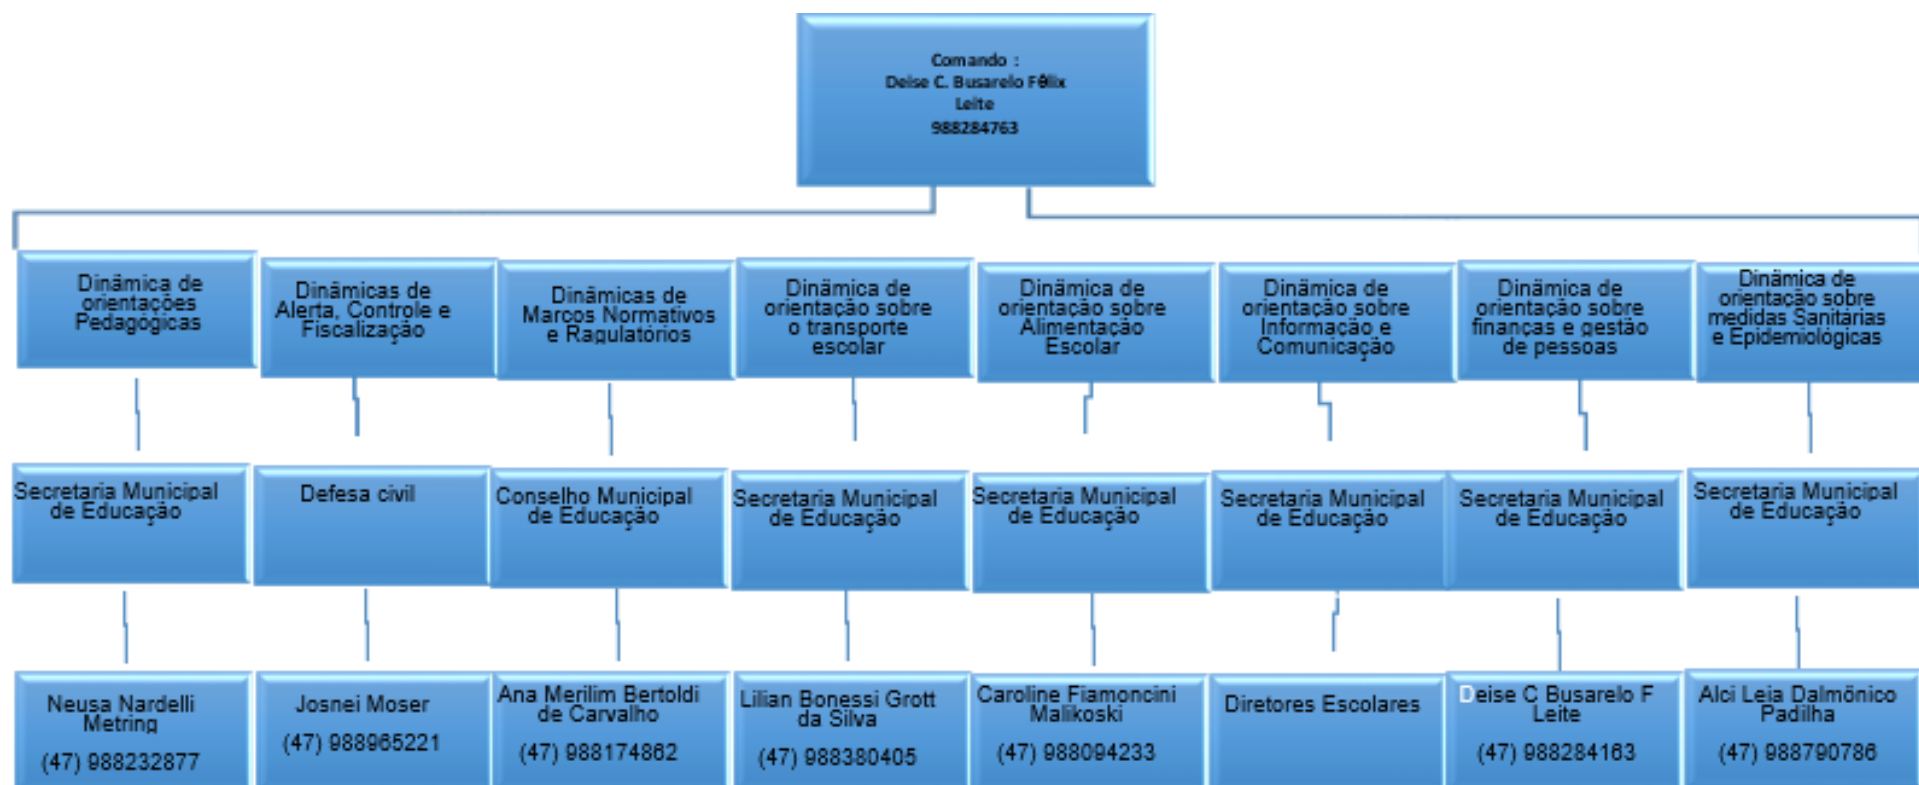 Comando :
Deise C. Busarelo Félix
Leite
988284763
Dinâmica de
orientações
Pedagógicas
Dinâmicas de
Alerta, Controle e
Fiscalização
Dinâmicas de
Marcos Normativos
e Ragulatórios
Dinâmica de
orientação sobre
o transporte
escolar
Dinâmica de
orientação sobre
Alimentação
Escolar
Dinâmica de
orientação sobre
Informação e
Comunicação
Dinâmica de
orientação sobre
finanças e gestão
de pessoas
Dinâmica de
orientação sobre
medidas Sanitárias
e Epidemiológicas
Secretaria Municipal
de Educação
Defesa civil
Conselho Municipal
de Educação
Secretaria Municipal
de Educação
Secretaria Municipal
de Educação
Secretaria Municipal
de Educação
Secretaria Municipal
de Educação
Secretaria Municipal
de Educação
Neusa Nardelli
Metring
(47) 988232877
Josnei Moser
(47) 988965221
Ana Merilim Bertoldi
de Carvalho
(47) 988174862
Lilian Bonessi Grott
da Silva
(47) 988380405
Caroline Fiamoncini
Malikoski
(47) 988094233
Diretores Escolares
Deise C Busarelo F
Leite
(47) 988284163
Alci Leia Dalmônico
Padilha
(47) 988790786